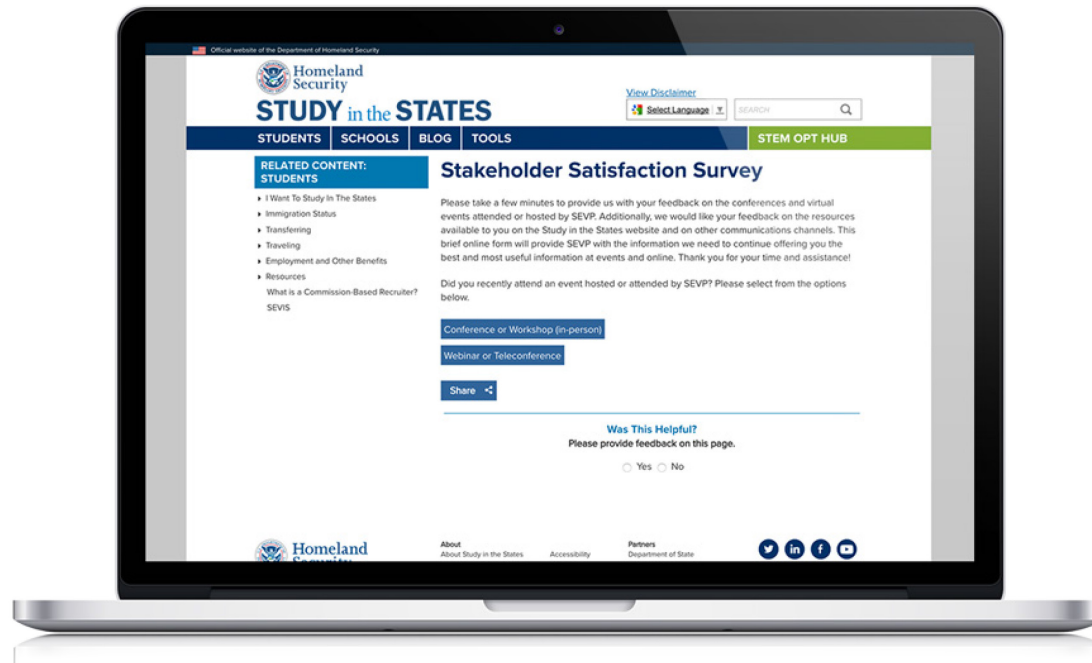 Official website of the Department of Homeland Security
Homeland
Security
STUDY in the STATES
View Disclaimer
Select Language ▼
SEARCH
STUDENTS SCHOOLS BLOG TOOLS STEM OPT HUB
RELATED CONTENT:
STUDENTS
I Want To Study In The States
Immigration Status
Transferring
Traveling
Employment and Other Benefits
Resources
What is a Commission-Based Recruiter?
SEVIS
Stakeholder Satisfaction Survey
Please take a few minutes to provide us with your feedback on the conferences and virtual
events attended or hosted by SEVP. Additionally, we would like your feedback on the resources
available to you on the Study in the States website and on other communications channels. This
brief online form will provide SEVP with the information we need to continue offering you the
best and most useful information at events and online. Thank you for your time and assistance!
Did you recently attend an event hosted or attended by SEVP? Please select from the options
below.
Conference or Workshop (in-person)
Webinar or Teleconference
Share
Was This Helpful?
Please provide feedback on this page.
Yes No
Homeland
Security
About
About Study in the States
Accessibility
Partners
Department of State